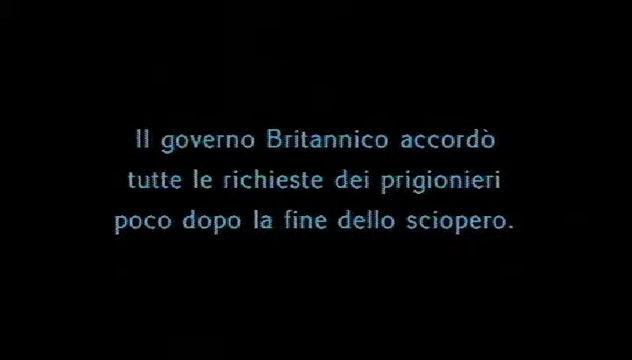 Il governo Britannico accordò
tutte le richieste dei prigionieri
poco dopo la fine dello sciopero.